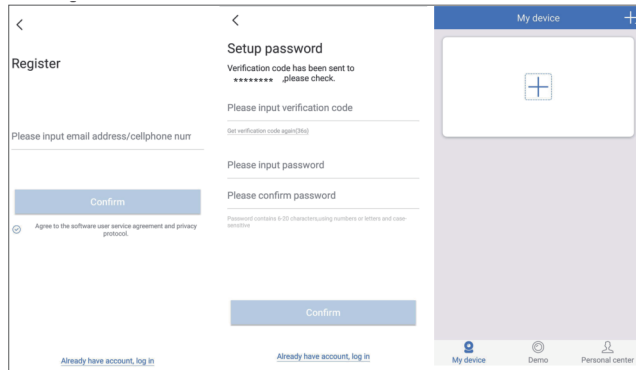 Register
Please input email address/cellphone nurr
Confirm
Agree to the software user service agreement and privacy
protocol.
Already have account, log in
Setup password
Verification code has been sent to
******** ,please check.
Please input verification code
Get verification code again(36s)
Please input password
Please confirm password
Password contains 6-20 characters,using numbers or letters and case-
sensitive
Confirm
Already have account, log in
My device
My device
Demo
Personal center